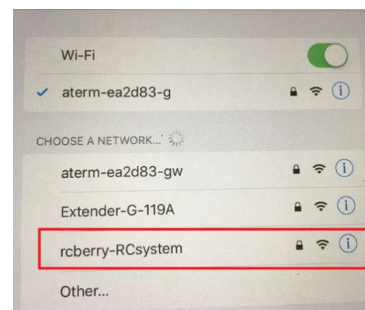 Wi-Fi
aterm-ea2d83-g
CHOOSE A NETWORK...
aterm-ea2d83-gw
Extender-G-119A
rcberry-RCsystem
Other...